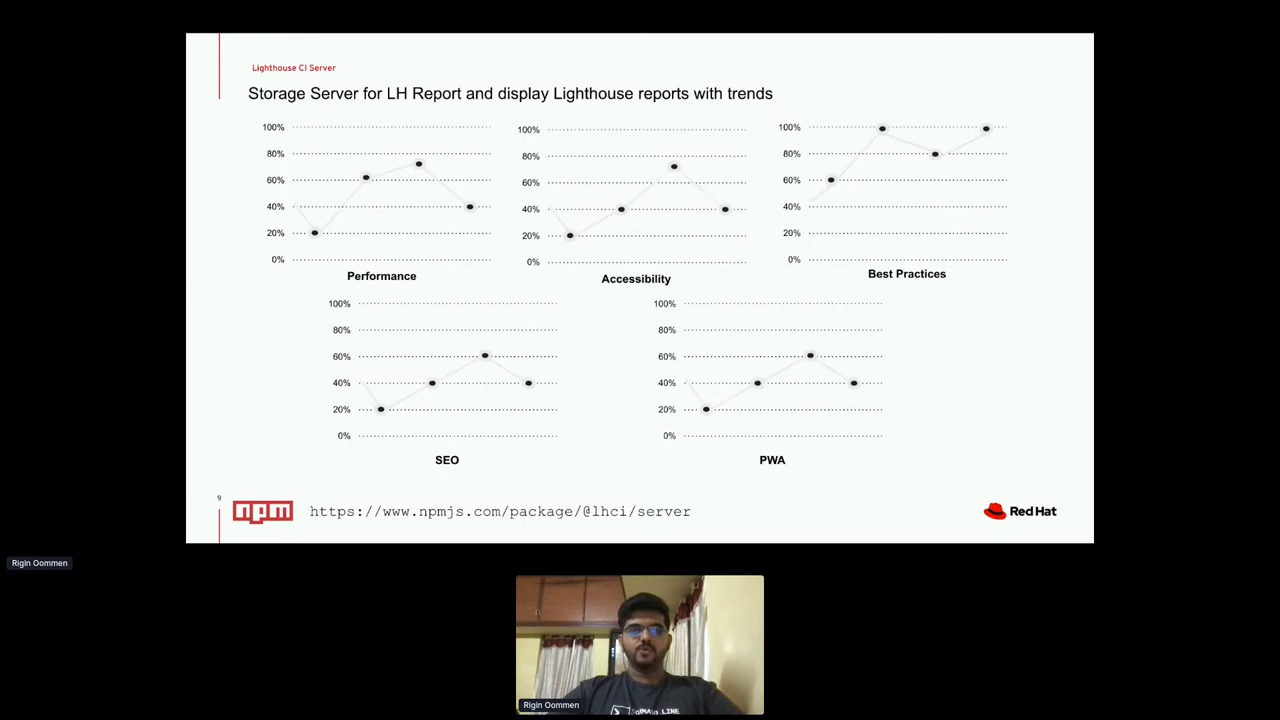 Lighthouse CI Server
Storage Server for LH Report and display Lighthouse reports with trends
100%
80%
60%
40%
20%
0%
Performance
100%
80%
60%
40%
20%
0%
Accessibility
100%
80%
60%
40%
20%
0%
Best Practices
100%
80%
60%
40%
20%
0%
SEO
100%
80%
60%
40%
20%
0%
PWA
9
npm
https://www.npmjs.com/package/@lhci/server
Red Hat
Rigin Oommen
LINE
Rigin Oommen